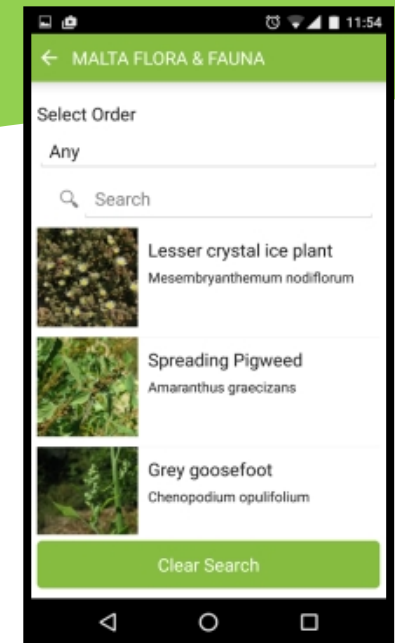 11:54
MALTA FLORA & FAUNA
Select Order
Any
Search
Lesser crystal ice plant
Mesembryanthemum nodiflorum
Spreading Pigweed
Amaranthus graecizans
Grey goosefoot
Chenopodium opulifolium
Clear Search